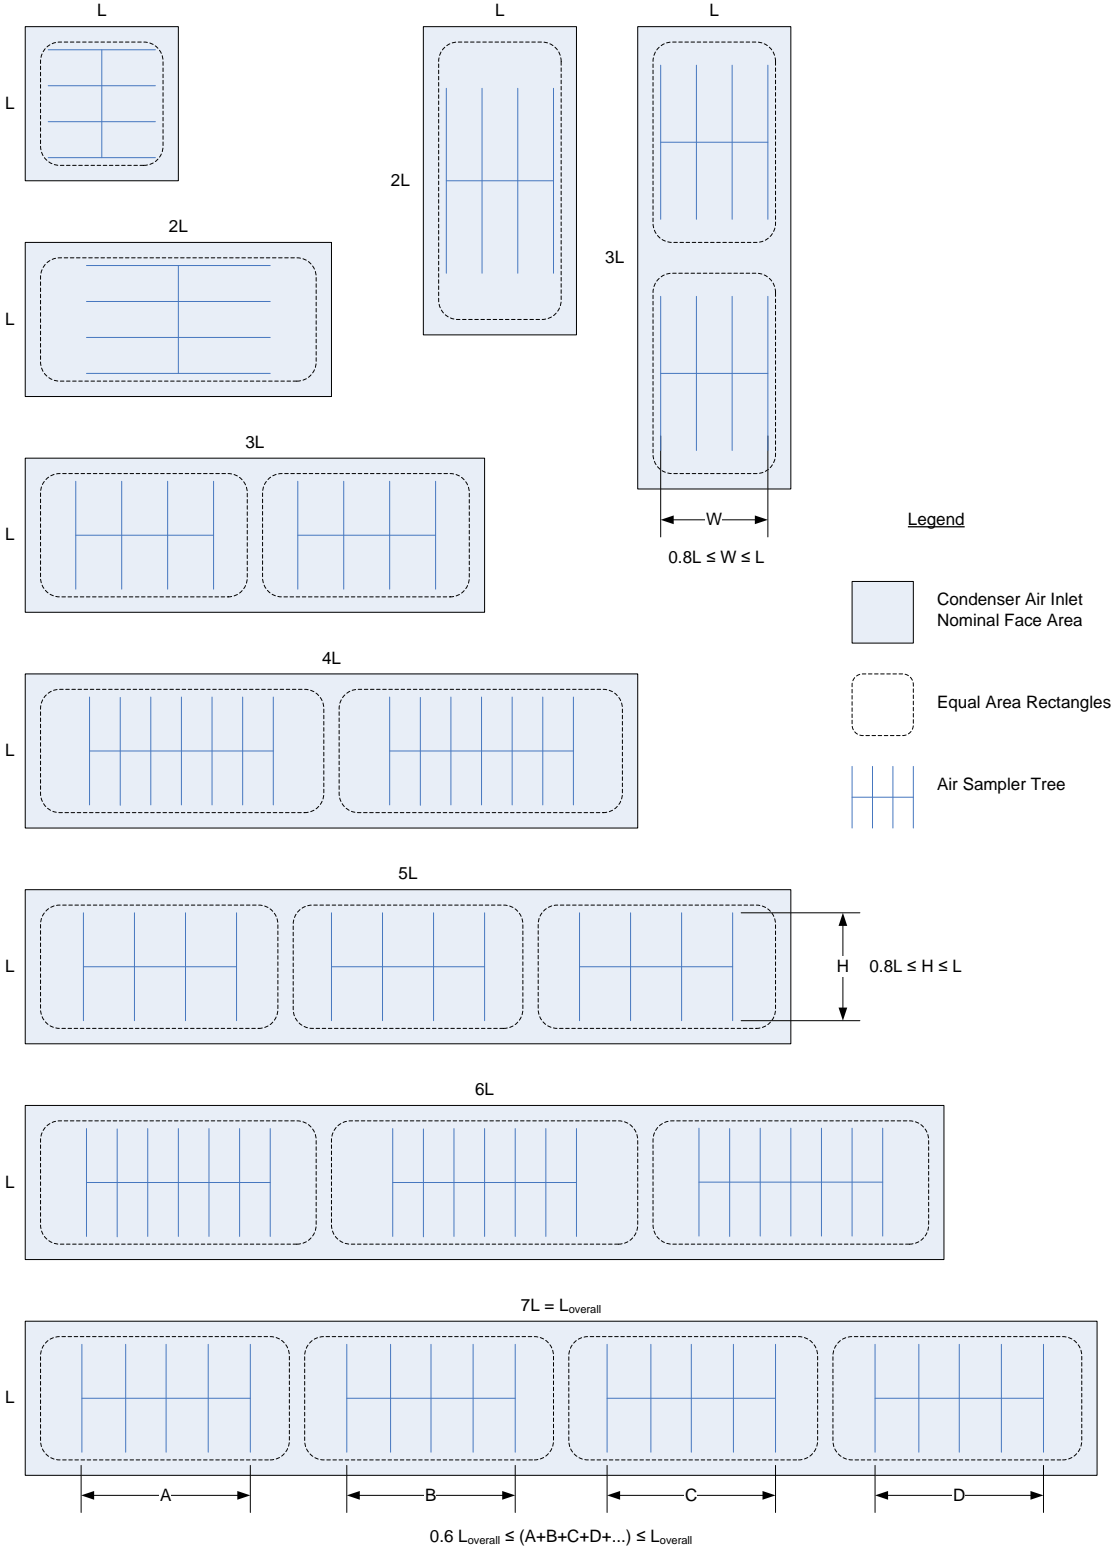 L
L
L
L
2L
3L
2L
L
3L
L
W
0.8L ≤ W ≤ L
Legend
Condenser Air Inlet
Nominal Face Area
Equal Area Rectangles
Air Sampler Tree
4L
L
5L
L
H
0.8L ≤ H ≤ L
6L
L
7L = Loverall
L
A
B
C
D
0.6 Loverall ≤ (A+B+C+D+...) ≤ Loverall